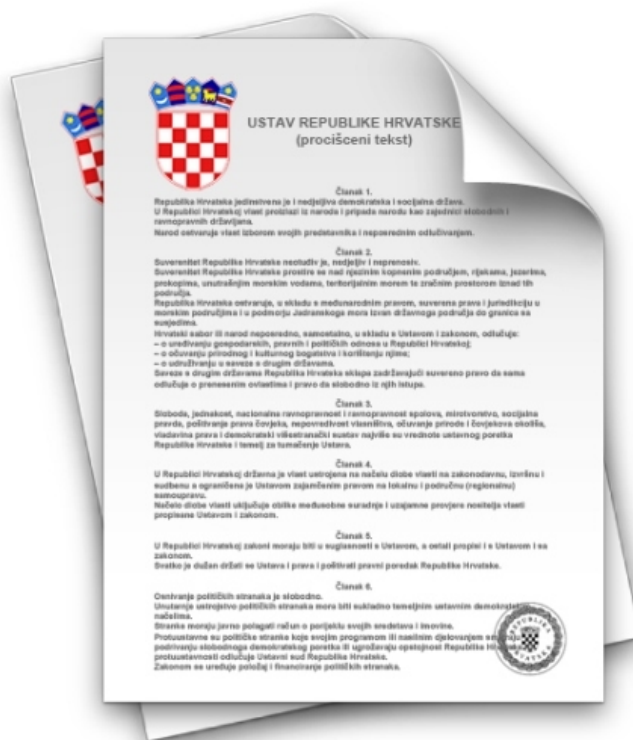 USTAV REPUBLIKE HRVATSKE
(procišceni tekst)
Članak 1.
Republika Hrvatska jedinstvena je i nedjeljiva demokratska i socijalna država.
U Republici Hrvatskoj vlast proizlazi iz naroda i pripada narodu kao zajednici slobodnih i
ravnopravnih državljana.
Narod ostvaruje vlast izborom svojih predstavnika i neposrednim odlučivanjem.
Članak 2.
Suverenitet Republike Hrvatske neotuđiv je, nedjeljiv i neprenosiv.
Suverenitet Republike Hrvatske prostire se nad njezinim kopnenim područjem, rijekama, jezerima,
prokopima, unutrašnjim morskim vodama, teritorijalnim morem te zračnim prostorom iznad tih
područja.
Republika Hrvatska ostvaruje, u skladu s međunarodnim pravom, suverena prava i jurisdikciju u
morskim područjima i u podmorju Jadranskoga mora izvan državnoga područja do granica sa
susjedima.
Hrvatski sabor ili narod neposredno, samostalno, u skladu s Ustavom i zakonom, odlučuje:
– o uređivanju gospodarskih, pravnih i političkih odnosa u Republici Hrvatskoj;
– o očuvanju prirodnog i kulturnog bogatstva i korištenju njime;
– o udruživanju u saveze s drugim državama.
Saveze s drugim državama Republika Hrvatska sklapa zadržavajući suvereno pravo da sama
odlučuje o prenesenim ovlastima i pravo da slobodno iz njih istupa.
Članak 3.
Sloboda, jednakost, nacionalna ravnopravnost i ravnopravnost spolova, mirotvorstvo, socijalna
pravda, poštivanje prava čovjeka, nepovredivost vlasništva, očuvanje prirode i čovjekova okoliša,
vladavina prava i demokratski višestranački sustav najviše su vrednote ustavnog poretka
Republike Hrvatske i temelj za tumačenje Ustava.
Članak 4.
U Republici Hrvatskoj državna je vlast ustrojena na načelu diobe vlasti na zakonodavnu, izvršnu i
sudbenu a ograničena je Ustavom zajamčenim pravom na lokalnu i područnu (regionalnu)
samoupravu.
Načelo diobe vlasti uključuje oblike međusobne suradnje i uzajamne provjere nositelja vlasti
propisane Ustavom i zakonom.
Članak 5.
U Republici Hrvatskoj zakoni moraju biti u suglasnosti s Ustavom, a ostali propisi i s Ustavom i sa
zakonom.
Svatko je dužan držati se Ustava i prava i poštivati pravni poredak Republike Hrvatske.
Članak 6.
Osnivanje političkih stranaka je slobodno.
Unutarnje ustrojstvo političkih stranaka mora biti sukladno temeljnim ustavnim demokrat
načelima.
Stranke moraju javno polagati račun o porijeklu svojih sredstava i imovine.
Protuustavne su političke stranke koje svojim programom ili nasilnim djelovanjem
podrivanju slobodnoga demokratskog poretka ili ugrožavaju opstojnost Republike
protuustavnosti odlučuje Ustavni sud Republike Hrvatske.
Zakonom se uređuje položaj i financiranje političkih stranaka.
REPUBLIKA
HRVATSKA